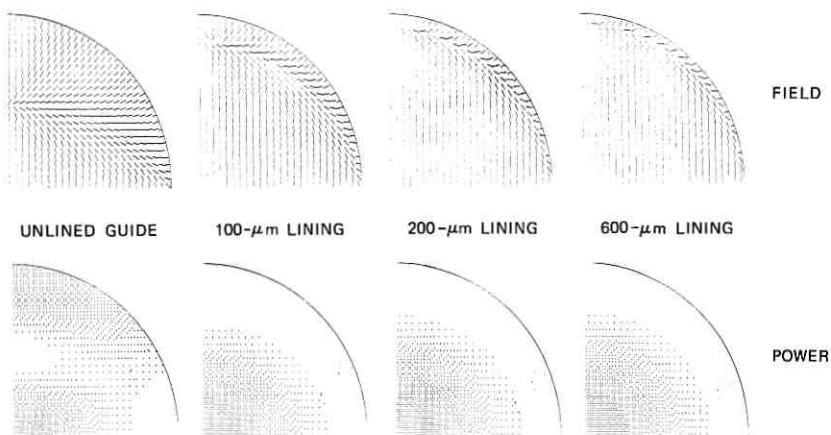 FIELD
UNLINED GUIDE 100-μm LINING 200-μm LINING 600-μm LINING
POWER